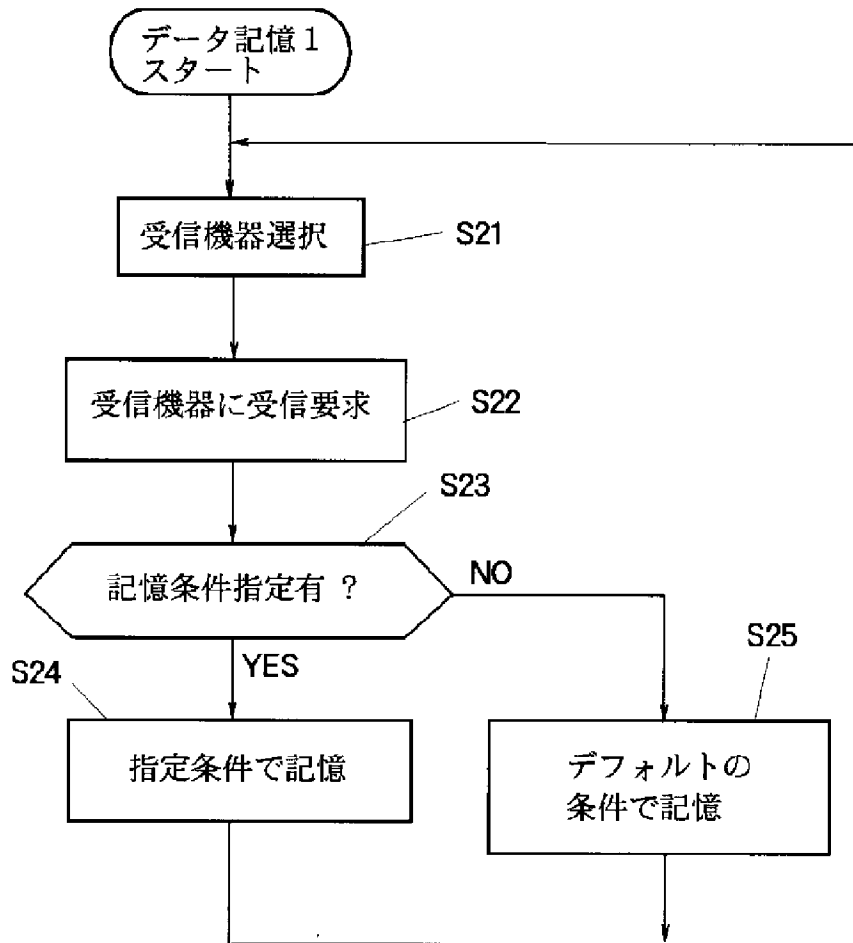 データ記憶1
スタート
受信機器選択
S21
受信機器に受信要求
S22
S23
記憶条件指定有 ?
NO
YES
S24
S25
指定条件で記憶
デフォルトの
条件で記憶